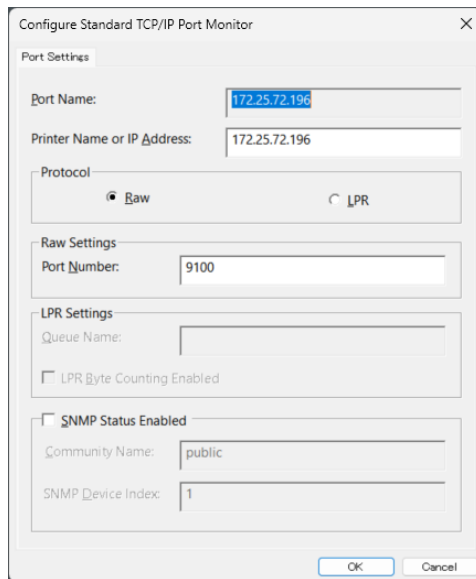 Configure Standard TCP/IP Port Monitor
Port Settings
Port Name: 172.25.72.196
Printer Name or IP Address: 172.25.72.196
Protocol
Raw LPR
Raw Settings
Port Number: 9100
LPR Settings
Queue Name:
LPR Byte Counting Enabled
SNMP Status Enabled
Community Name: public
SNMP Device Index: 1
OK Cancel